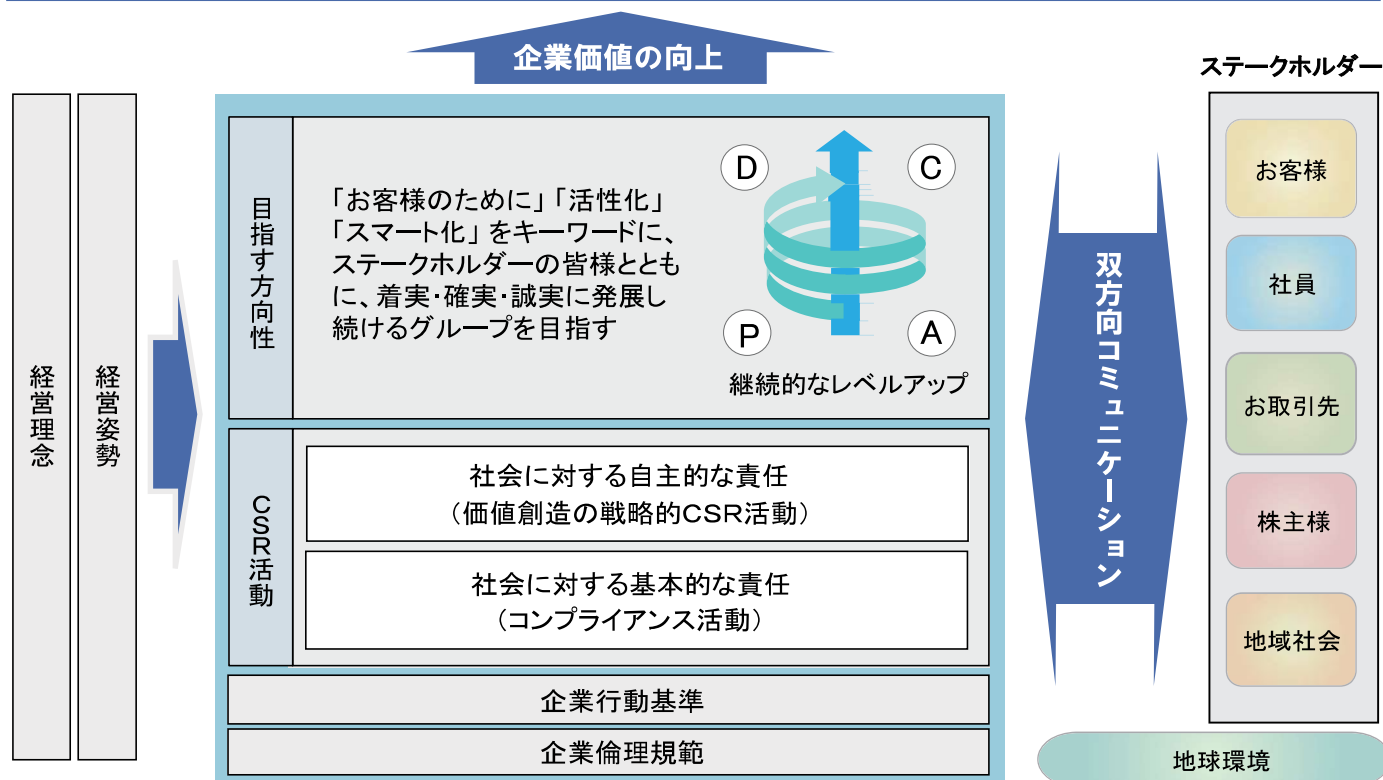 企業価値の向上
ステークホルダー
経営理念
経営姿勢
目指す方向性
「お客様のために」「活性化」
「スマート化」をキーワードに、
ステークホルダーの皆様ととも
に、着実・確実・誠実に発展し
続けるグループを目指す
D
C
P
A
継続的なレベルアップ
CSR活動
社会に対する自主的な責任
（価値創造の戦略的CSR活動）
社会に対する基本的な責任
（コンプライアンス活動）
企業行動基準
企業倫理規範
双方向コミュニケーション
お客様
社員
お取引先
株主様
地域社会
地球環境